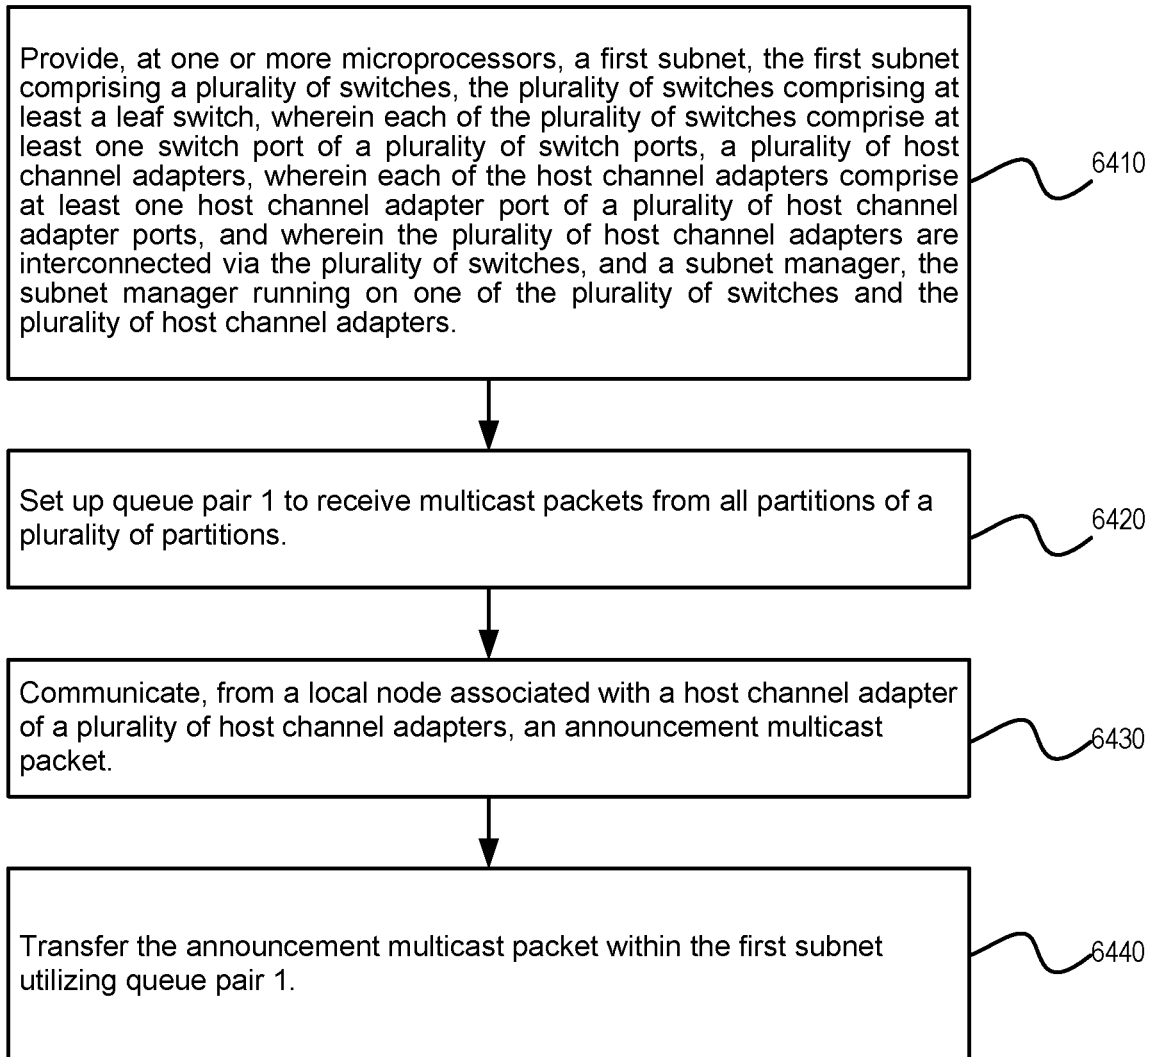 Provide, at one or more microprocessors, a first subnet, the first subnet
comprising a plurality of switches, the plurality of switches comprising at
least a leaf switch, wherein each of the plurality of switches comprise at
least one switch port of a plurality of switch ports, a plurality of host
channel adapters, wherein each of the host channel adapters comprise
at least one host channel adapter port of a plurality of host channel
adapter ports, and wherein the plurality of host channel adapters are
interconnected via the plurality of switches, and a subnet manager, the
subnet manager running on one of the plurality of switches and the
plurality of host channel adapters.
6410
Set up queue pair 1 to receive multicast packets from all partitions of a
plurality of partitions.
6420
Communicate, from a local node associated with a host channel adapter
of a plurality of host channel adapters, an announcement multicast
packet.
6430
Transfer the announcement multicast packet within the first subnet
utilizing queue pair 1.
6440